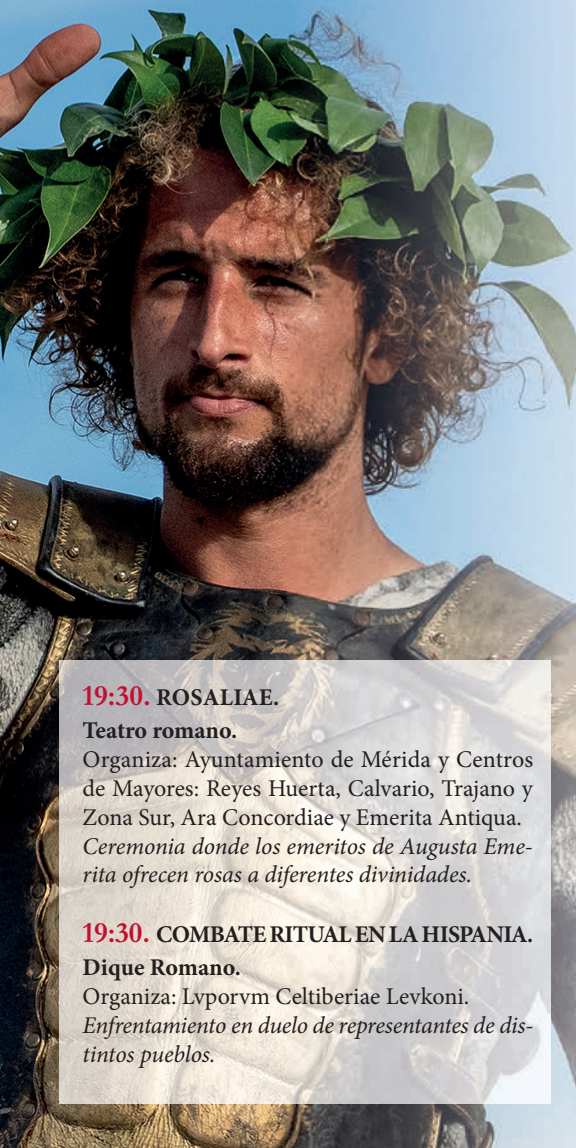 19:30. ROSALIAE.
Teatro romano.
Organiza: Ayuntamiento de Mérida y Centros
de Mayores: Reyes Huerta, Calvario, Trajano y
Zona Sur, Ara Concordiae y Emerita Antiqua.
Ceremonia donde los emeritos de Augusta Eme-
rita ofrecen rosas a diferentes divinidades.
19:30. COMBATE RITUAL EN LA HISPANIA.
Dique Romano.
Organiza: Lvporvm Celtiberiae Levkoni.
Enfrentamiento en duelo de representantes de dis-
tintos pueblos.